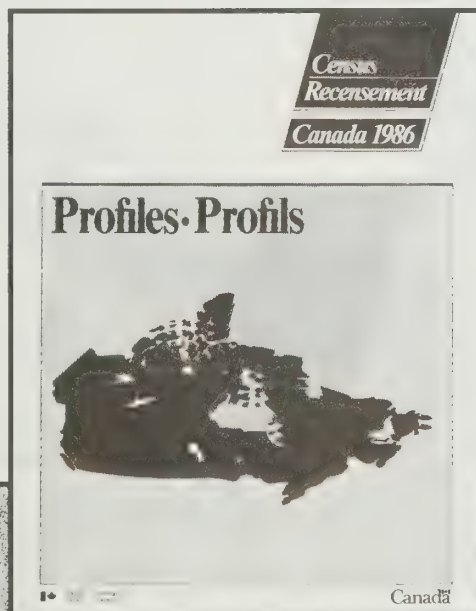 Census
Recensement
Canada 1986
Profiles • Profils
Canada